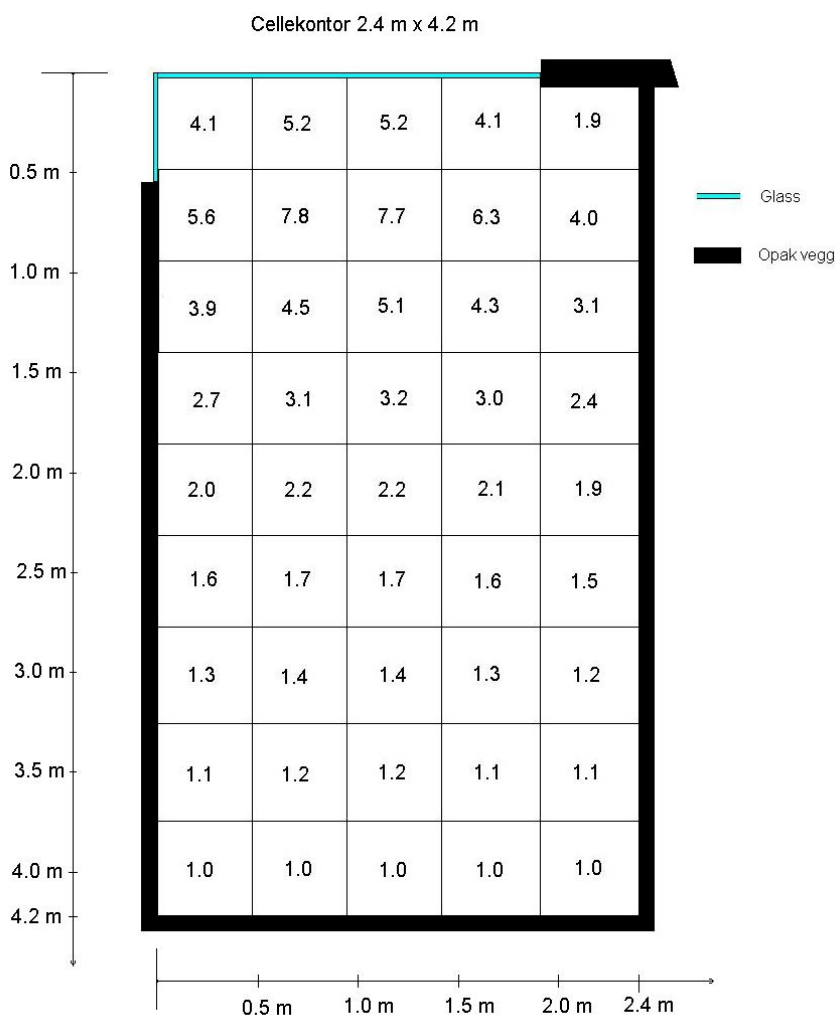 Cellekontor 2.4 m x 4.2 m
4.1 5.2 5.2 4.1 1.9
0.5 m
5.6 7.8 7.7 6.3 4.0
Glass
Opak vegg
1.0 m
3.9 4.5 5.1 4.3 3.1
1.5 m
2.7 3.1 3.2 3.0 2.4
2.0 m
2.0 2.2 2.2 2.1 1.9
2.5 m
1.6 1.7 1.7 1.6 1.5
3.0 m
1.3 1.4 1.4 1.3 1.2
3.5 m
1.1 1.2 1.2 1.1 1.1
4.0 m
1.0 1.0 1.0 1.0 1.0
4.2 m
0.5 m 1.0 m 1.5 m 2.0 m 2.4 m